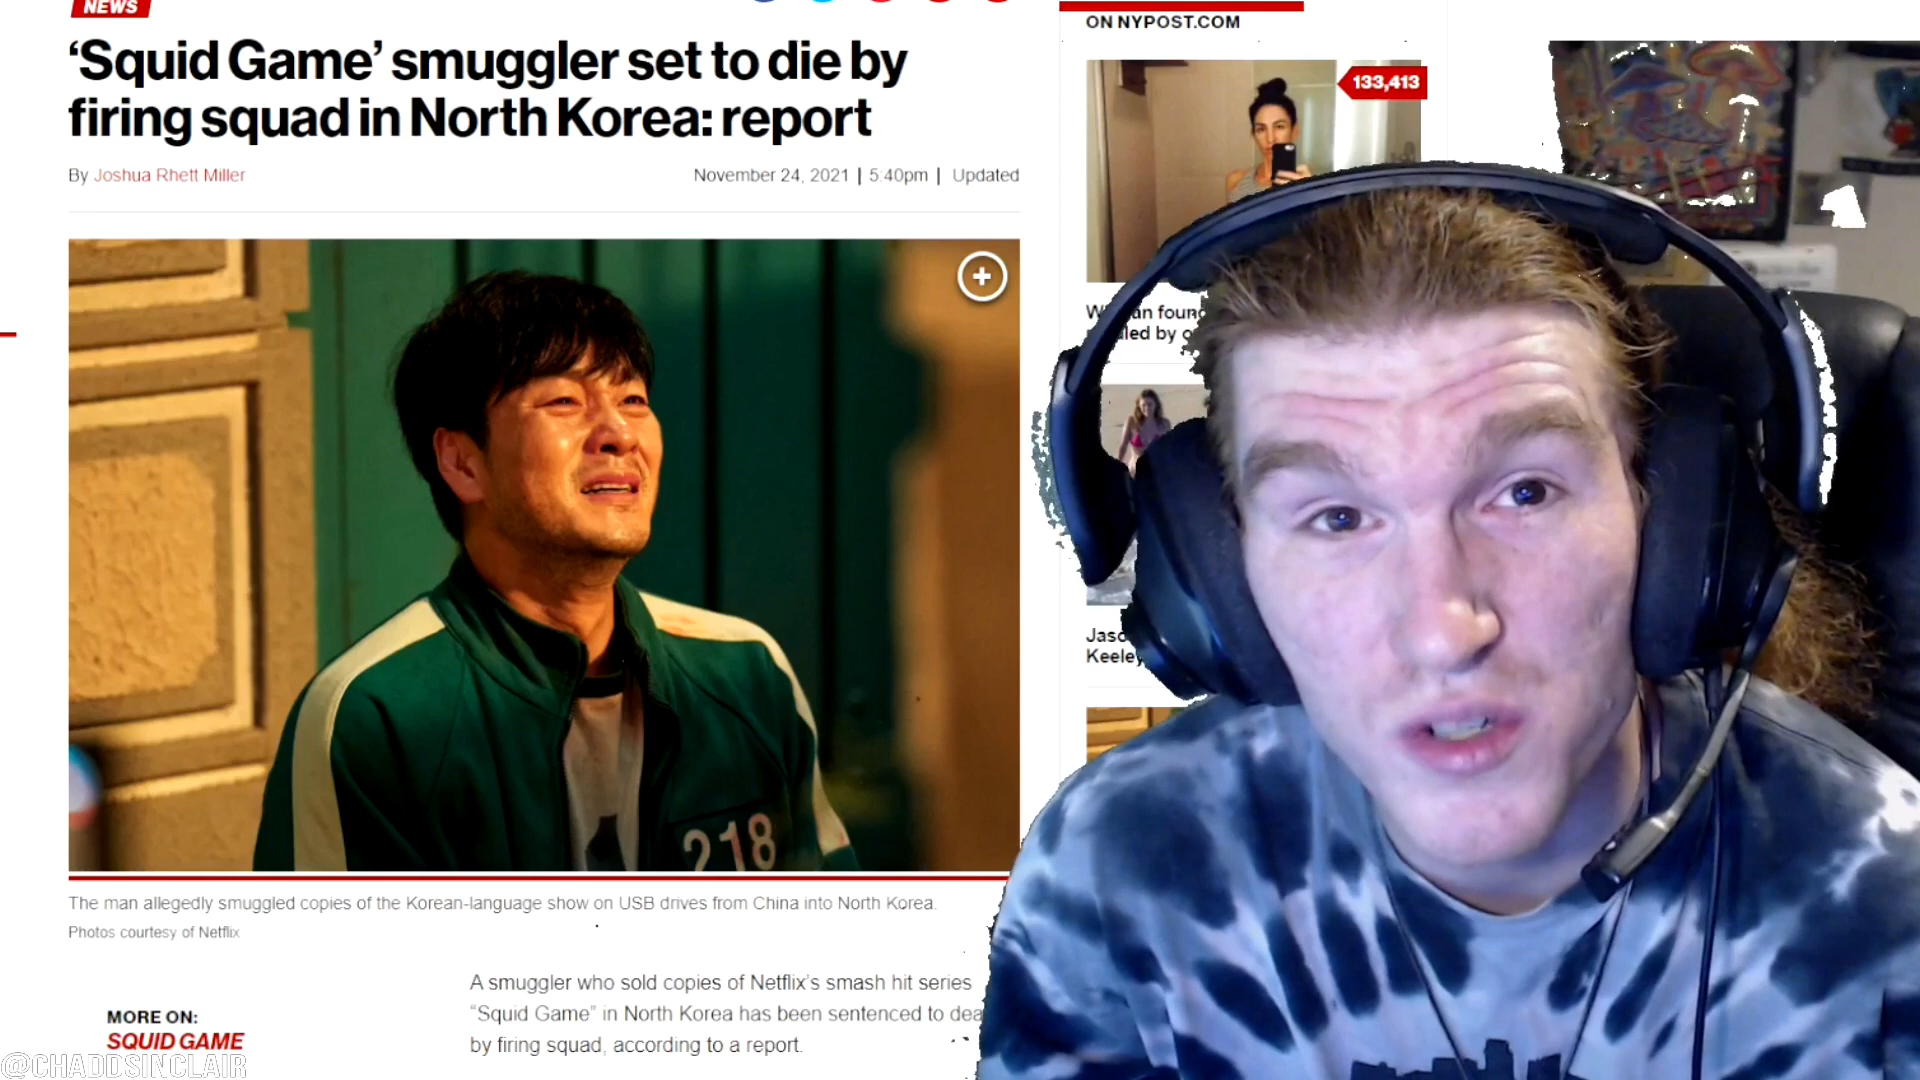 NEWS
‘Squid Game’ smuggler set to die by
firing squad in North Korea: report
By Joshua Rhett Miller
November 24, 2021 | 5:40pm | Updated
218
The man allegedly smuggled copies of the Korean-language show on USB drives from China into North Korea.
Photos courtesy of Netflix
MORE ON:
SQUID GAME
A smuggler who sold copies of Netflix’s smash hit series
“Squid Game” in North Korea has been sentenced to
by firing squad, according to a report.
ON NYPOST.COM
133,413
by
Keeley
@CHADDSINCLAIR